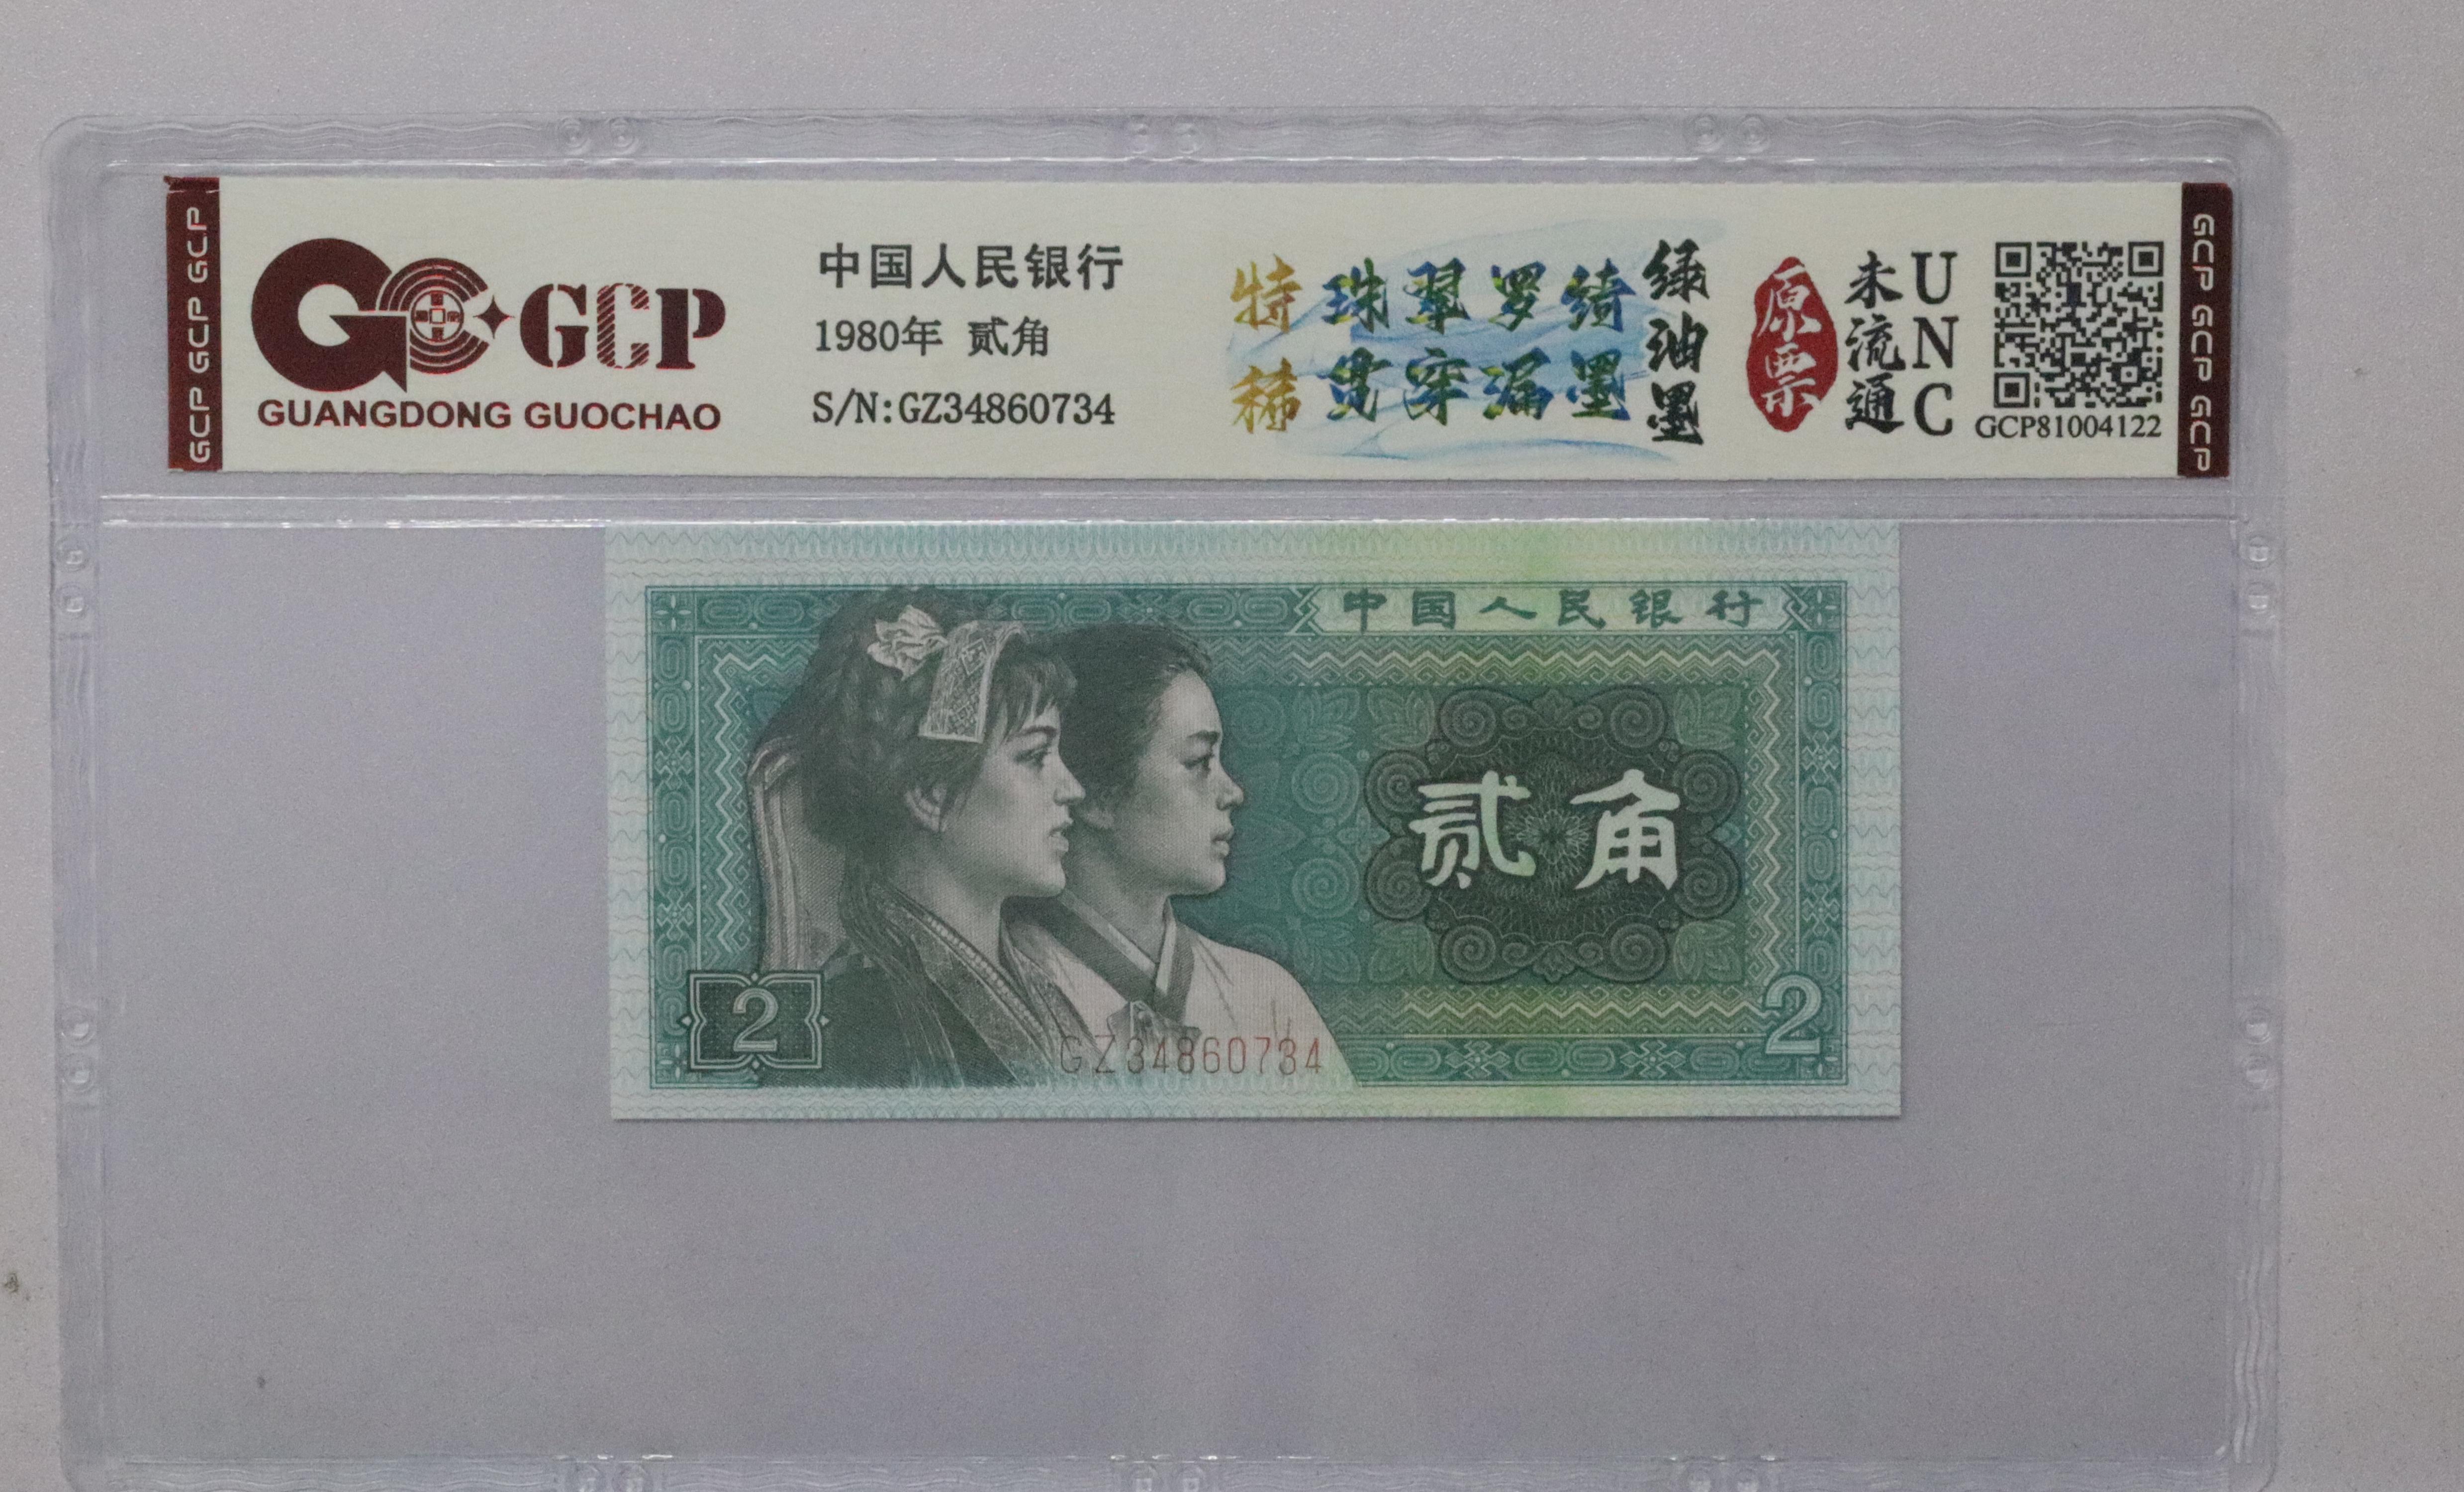 GCP GCP GCP
GCP
GUANGDONG GUOCHAO
中国人民银行
1980年 贰角
S/N:GZ34860734
特稀
珠翠罗绮
贯穿漏墨
绿油墨
原票
未流通
UNC
GCP81004122
GCP GCP GCP
中国人民银行
贰角
2
GZ34860734
2